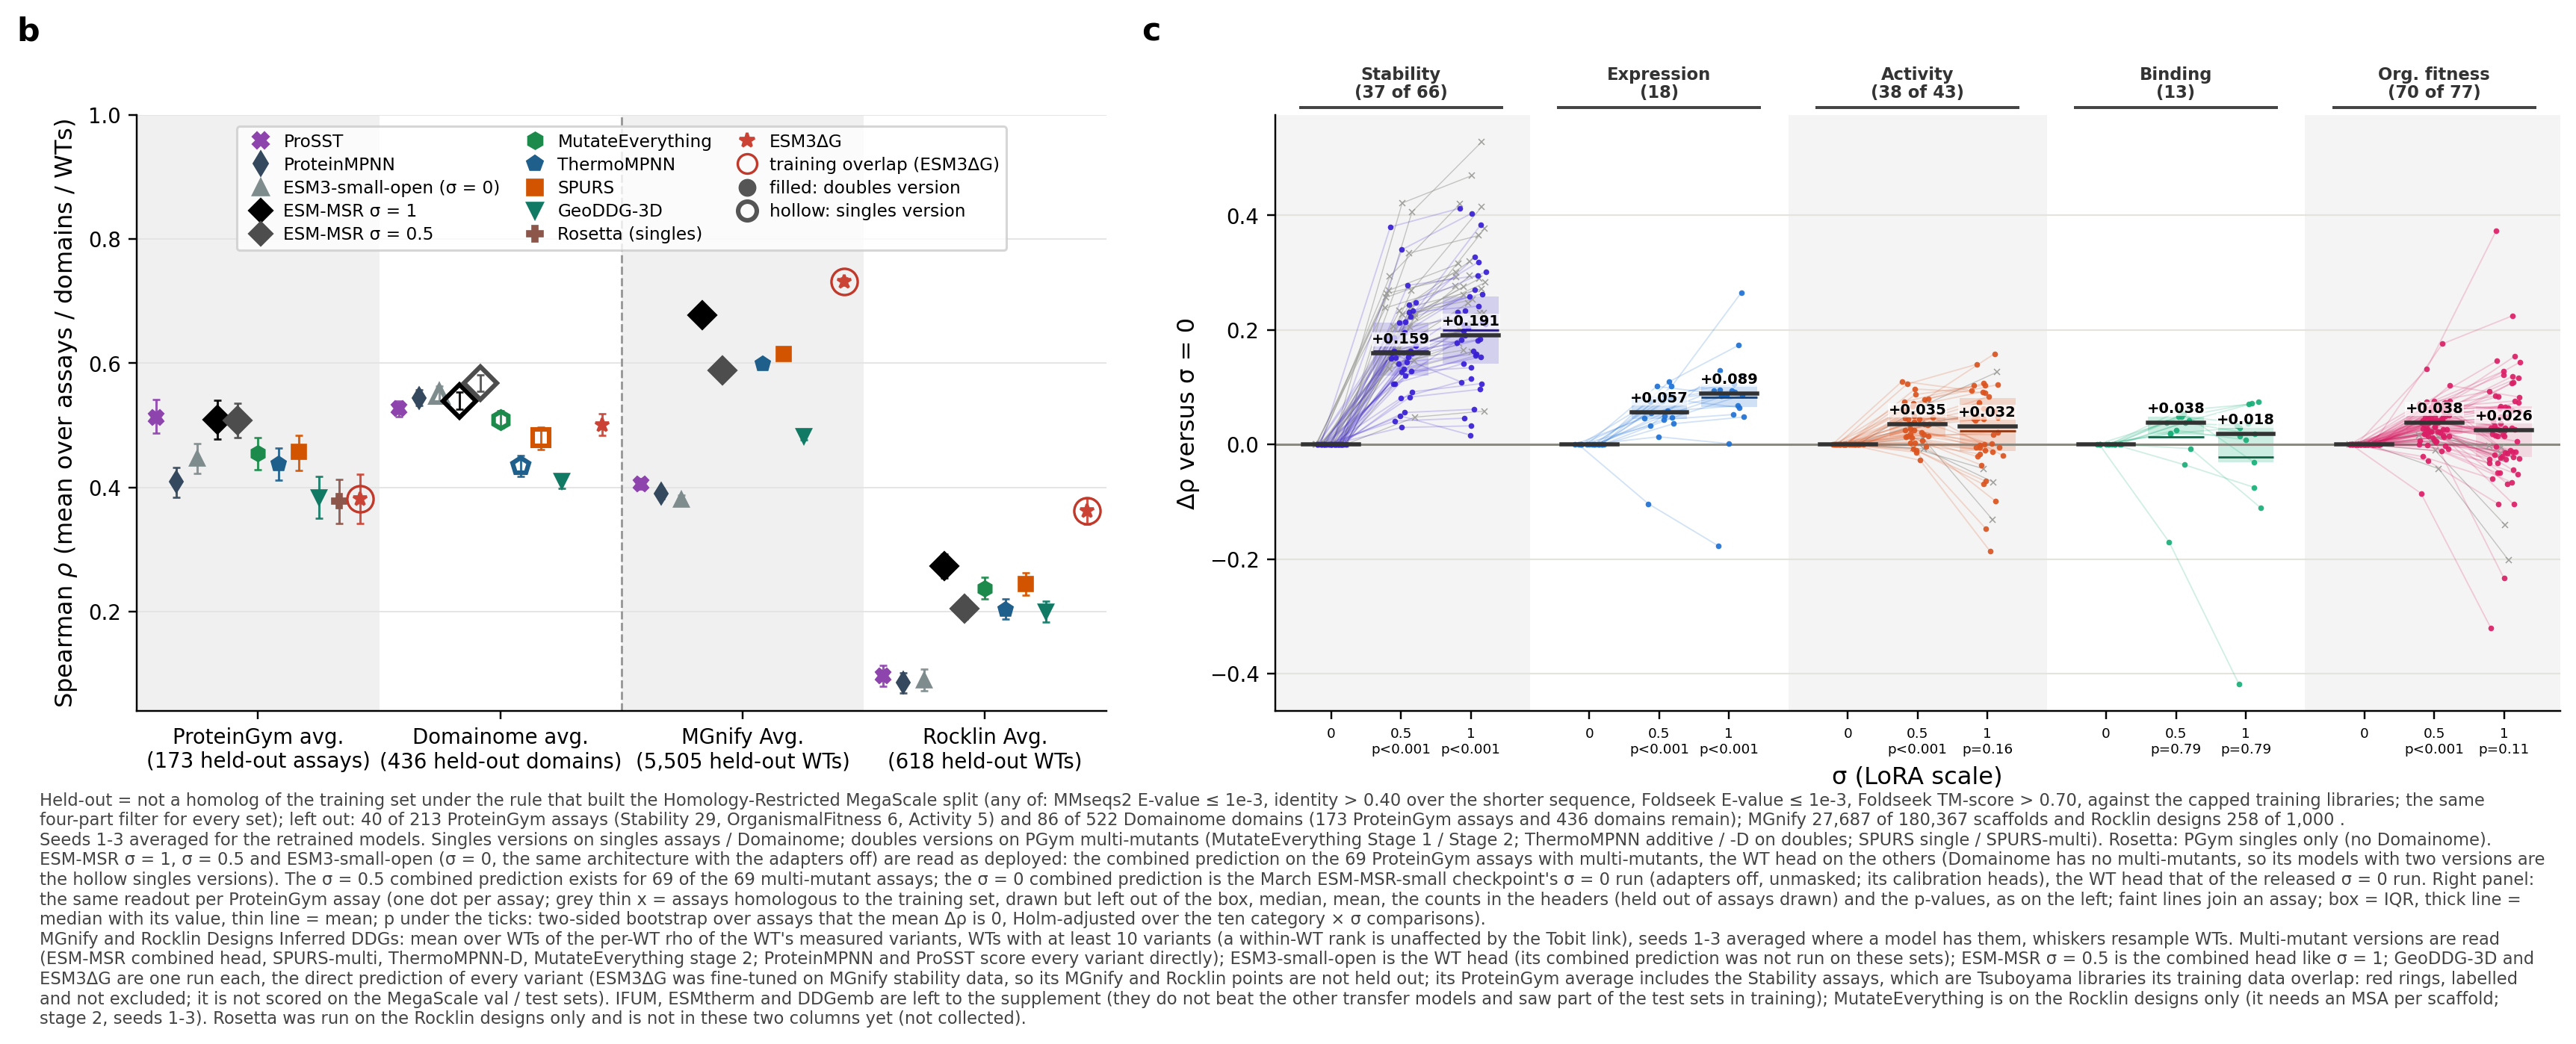 b
c
Spearman ρ (mean over assays / domains / WTs)
1.0
0.8
0.6
0.4
0.2
ProSST
ProteinMPNN
ESM3-small-open (σ = 0)
ESM-MSR σ = 1
ESM-MSR σ = 0.5
MutateEverything
ThermoMPNN
SPURS
GeoDDG-3D
Rosetta (singles)
ESM3ΔG
training overlap (ESM3ΔG)
filled: doubles version
hollow: singles version
ProteinGym avg.
(173 held-out assays)
Domainome avg.
(436 held-out domains)
MGnify Avg.
(5,505 held-out WTs)
Rocklin Avg.
(618 held-out WTs)
Stability
(37 of 66)
Expression
(18)
Activity
(38 of 43)
Binding
(13)
Org. fitness
(70 of 77)
Δρ versus σ = 0
0.4
0.2
0.0
−0.2
−0.4
+0.159
+0.191
+0.057
+0.089
+0.035
+0.032
+0.038
+0.018
+0.038
+0.026
0 0.5 1
p<0.001 p<0.001
0 0.5 1
p<0.001 p<0.001
0 0.5 1
p<0.001 p=0.16
0 0.5 1
p=0.79 p=0.79
0 0.5 1
p<0.001 p=0.11
σ (LoRA scale)
Held-out = not a homolog of the training set under the rule that built the Homology-Restricted MegaScale split (any of: MMseqs2 E-value ≤ 1e-3, identity > 0.40 over the shorter sequence, Foldseek E-value ≤ 1e-3, Foldseek TM-score > 0.70, against the capped training libraries; the same
four-part filter for every set); left out: 40 of 213 ProteinGym assays (Stability 29, OrganismalFitness 6, Activity 5) and 86 of 522 Domainome domains (173 ProteinGym assays and 436 domains remain); MGnify 27,687 of 180,367 scaffolds and Rocklin designs 258 of 1,000 .
Seeds 1-3 averaged for the retrained models. Singles versions on singles assays / Domainome; doubles versions on PGym multi-mutants (MutateEverything Stage 1 / Stage 2; ThermoMPNN additive / -D on doubles; SPURS single / SPURS-multi). Rosetta: PGym singles only (no Domainome).
ESM-MSR σ = 1, σ = 0.5 and ESM3-small-open (σ = 0, the same architecture with the adapters off) are read as deployed: the combined prediction on the 69 ProteinGym assays with multi-mutants, the WT head on the others (Domainome has no multi-mutants, so its models with two versions are
the hollow singles versions). The σ = 0.5 combined prediction exists for 69 of the 69 multi-mutant assays; the σ = 0 combined prediction is the March ESM-MSR-small checkpoint's σ = 0 run (adapters off, unmasked; its calibration heads), the WT head that of the released σ = 0 run. Right panel:
the same readout per ProteinGym assay (one dot per assay; grey thin x = assays homologous to the training set, drawn but left out of the box, median, mean, the counts in the headers (held out of assays drawn) and the p-values, as on the left; faint lines join an assay; box = IQR, thick line =
median with its value, thin line = mean; p under the ticks: two-sided bootstrap over assays that the mean Δρ is 0, Holm-adjusted over the ten category × σ comparisons).
MGnify and Rocklin Designs Inferred DDGs: mean over WTs of the per-WT rho of the WT's measured variants, WTs with at least 10 variants (a within-WT rank is unaffected by the Tobit link), seeds 1-3 averaged where a model has them, whiskers resample WTs. Multi-mutant versions are read
(ESM-MSR combined head, SPURS-multi, ThermoMPNN-D, MutateEverything stage 2; ProteinMPNN and ProSST score every variant directly); ESM3-small-open is the WT head (its combined prediction was not run on these sets); ESM-MSR σ = 0.5 is the combined head like σ = 1; GeoDDG-3D and
ESM3ΔG are one run each, the direct prediction of every variant (ESM3ΔG was fine-tuned on MGnify stability data, so its MGnify and Rocklin points are not held out; its ProteinGym average includes the Stability assays, which are Tsuboyama libraries its training data overlap: red rings, labelled
and not excluded; it is not scored on the MegaScale val / test sets). IFUM, ESMtherm and DDGemb are left to the supplement (they do not beat the other transfer models and saw part of the test sets in training); MutateEverything is on the Rocklin designs only (it needs an MSA per scaffold;
stage 2, seeds 1-3). Rosetta was run on the Rocklin designs only and is not in these two columns yet (not collected).